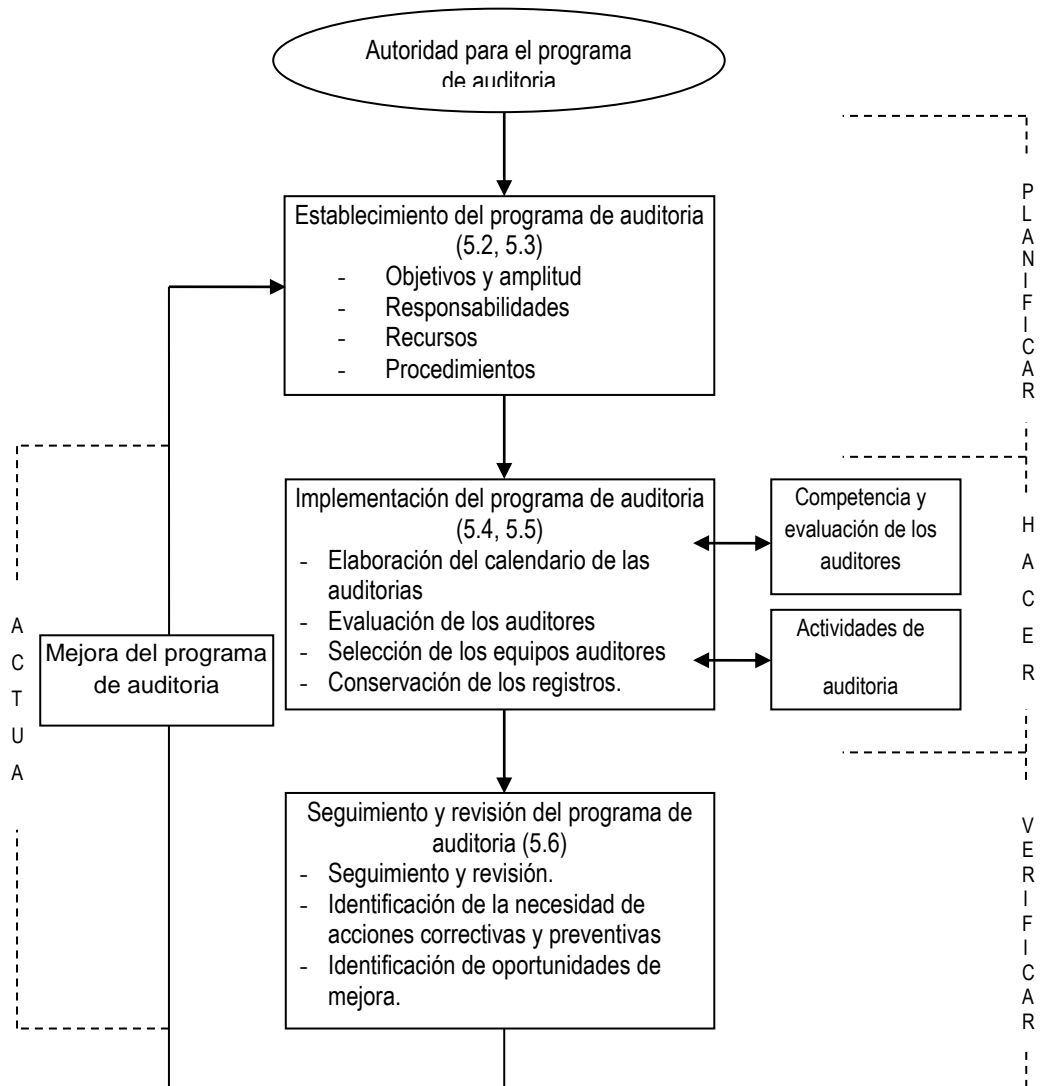 Autoridad para el programa
de auditoria
Establecimiento del programa de auditoria
(5.2, 5.3)
- Objetivos y amplitud
- Responsabilidades
- Recursos
- Procedimientos
PLANIFICAR
Implementación del programa de auditoria
(5.4, 5.5)
- Elaboración del calendario de las
auditorias
- Evaluación de los auditores
- Selección de los equipos auditores
- Conservación de los registros.
Competencia y
evaluación de los
auditores
Actividades de
auditoria
HACER
ACTUA
Mejora del programa
de auditoria
Seguimiento y revisión del programa de
auditoria (5.6)
- Seguimiento y revisión.
- Identificación de la necesidad de
acciones correctivas y preventivas
- Identificación de oportunidades de
mejora.
VERIFICAR